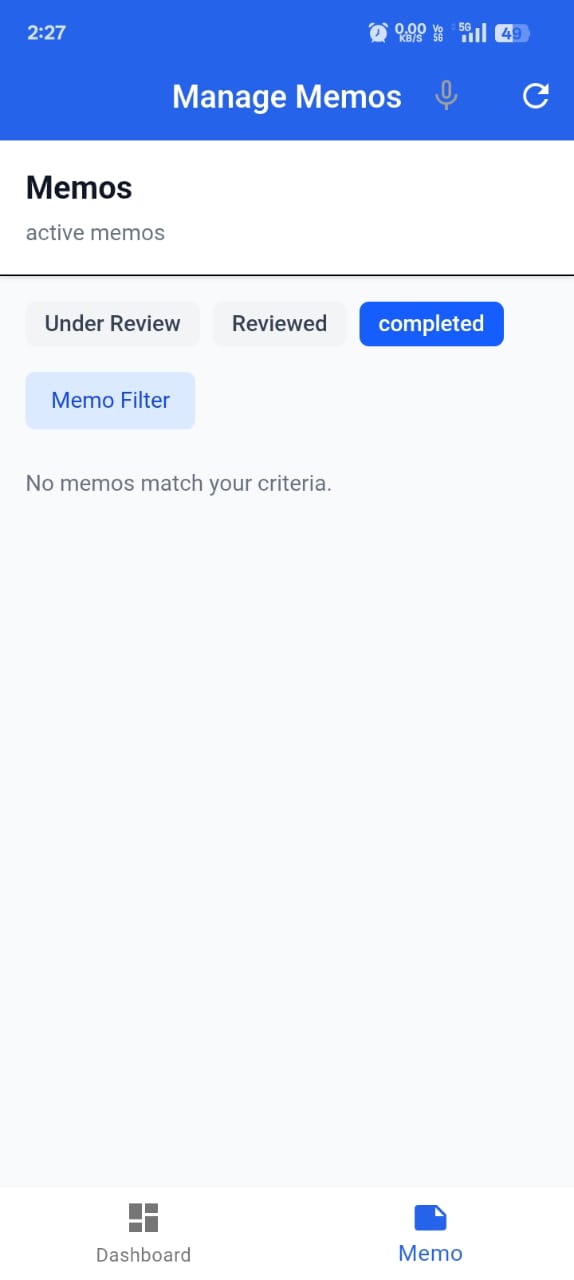 2:27
0.00 KB/S Vo 5G 5G 49
Manage Memos
Memos
active memos
Under Review Reviewed completed
Memo Filter
No memos match your criteria.
Dashboard Memo